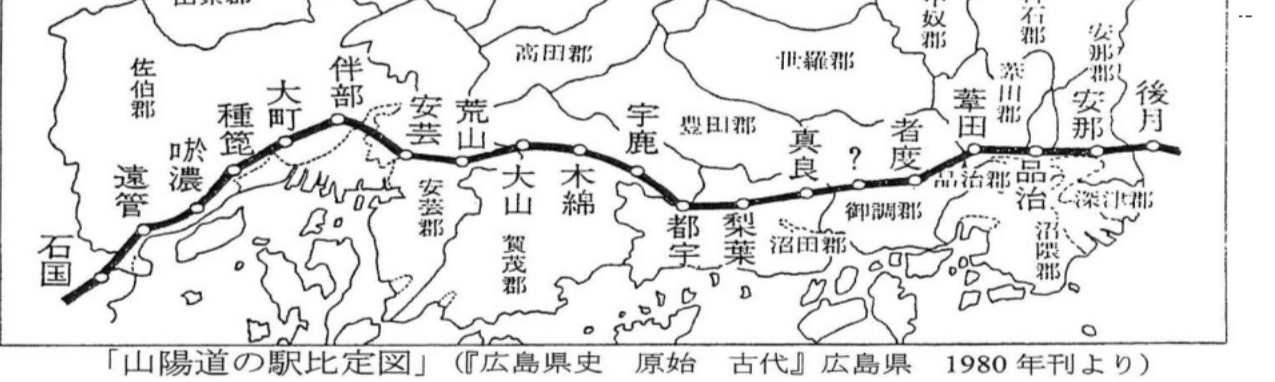 佐伯郡
高田郡
世羅郡
奴郡
石郡
安那郡
葦田郡
豊田郡
品治郡
深津郡
御調郡
沼田郡
沼隈郡
安芸郡
賀茂郡
石国
遠管
濃
種箆
大町
伴部
安芸
荒山
大山
木綿
宇鹿
都宇
梨葉
真良
?
者度
葦田
品治
安那
後月
「山陽道の駅比定図」(『広島県史 原始 古代』広島県 1980年刊より)